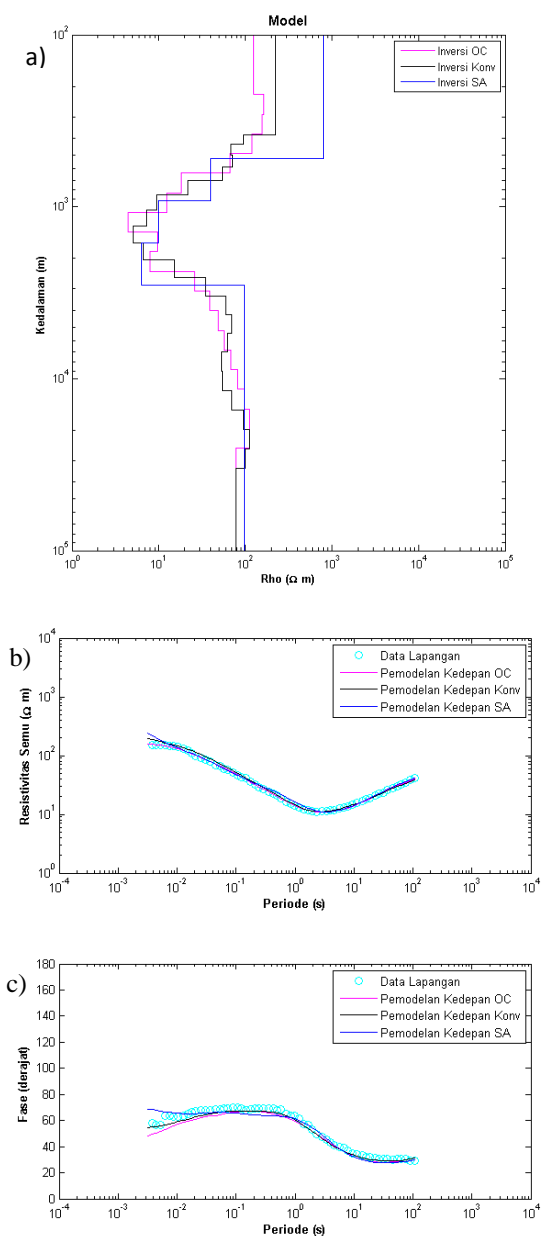 Model
a)
10^2
10^3
10^4
10^5
Kedalaman (m)
Inversi OC
Inversi Konv
Inversi SA
10^0
10^1
10^2
10^3
10^4
10^5
Rho (Ω m)
b)
10^4
10^3
10^2
10^1
10^0
Resistivitas Semu (Ω m)
Data Lapangan
Pemodelan Kedepan OC
Pemodelan Kedepan Konv
Pemodelan Kedepan SA
10^-4
10^-3
10^-2
10^-1
10^0
10^1
10^2
10^3
10^4
Periode (s)
c)
180
160
140
120
100
80
60
40
20
0
Fase (derajat)
Data Lapangan
Pemodelan Kedepan OC
Pemodelan Kedepan Konv
Pemodelan Kedepan SA
10^-4
10^-3
10^-2
10^-1
10^0
10^1
10^2
10^3
10^4
Periode (s)